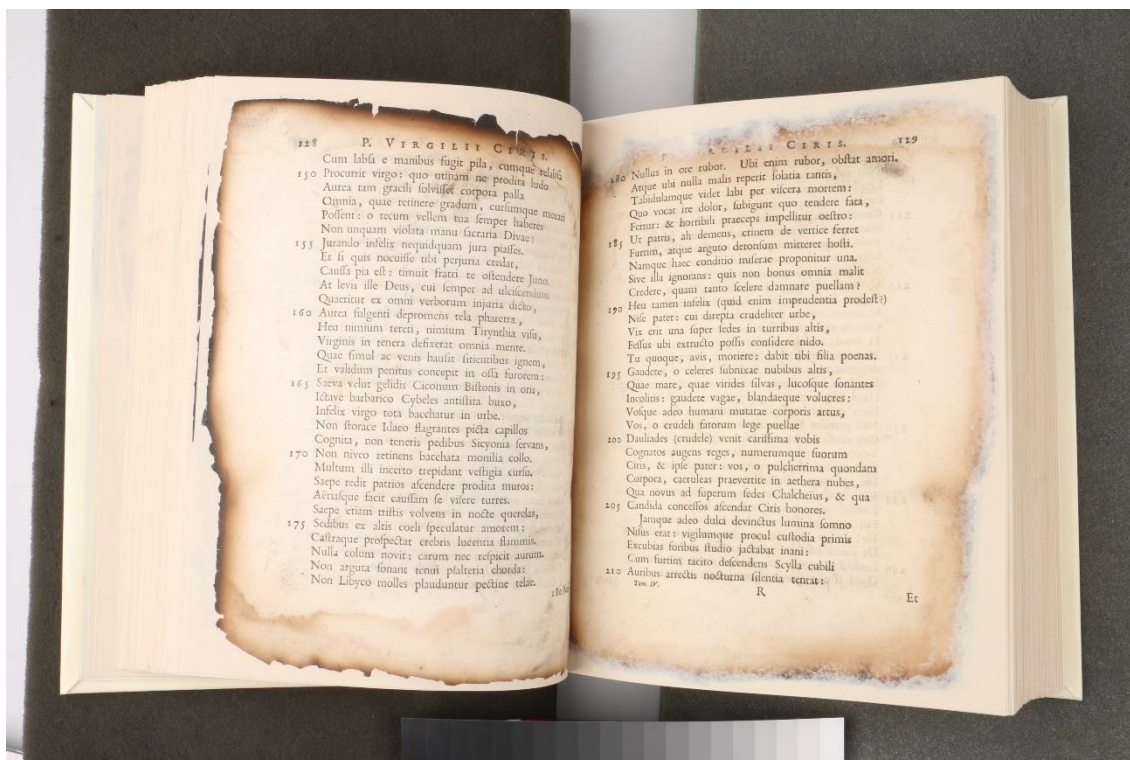 128 P. VIRGILII CIRIS.
Cum labſa e manibus fugit pila, cumque relabſa
150 Procurrit virgo: quo utinam ne prodita ludo
Aurea tam gracili ſolviſſet corpora palla
Omnia, quae retinere gradum, curſumque morari
Poſſent: o tecum vellem tua ſemper haberes
Non unquam violata manu ſacraria Divae!
155 Jurando infelix nequidquam jura piaſſes.
Et ſi quis nocuiſſe tibi perjuria credat,
Cauſſa pia eſt: timuit fratri te oſtendere Juno.
At levis ille Deus, cui ſemper ad ulciſcendum
Quaeritur ex omni verborum injuria dicto,
160 Aurea fulgenti depromens tela pharetra,
Heu nimium tereti, nimium Tirynthia viſu,
Virginis in tenera defixerat omnia mente.
Quae ſimul ac venis hauſit ſitientibus ignem,
Et validum penitus concepit in oſſa furorem:
165 Saeva velut gelidis Ciconum Biſtonis in oris,
Ictave barbarico Cybeles antiſtita buxo,
Infelix virgo tota bacchatur in urbe.
Non ſtorace Idaeo flagrantes picta capillos
Cognita, non teneris pedibus Sicyonia ſervans,
170 Non niveo retinens bacchata monilia collo.
Multum illi incerto trepidant veſtigia curſu.
Saepe redit patrios aſcendere prodita muros:
Aëriaſque facit cauſſam ſe viſere turres.
Saepe etiam triſtis volvens in nocte querelas,
175 Sedibus ex altis coeli ſpeculatur amorem:
Caſtraque proſpectat crebris lucentia flammis.
Nulla colum novit: carum nec reſpicit aurum.
Non arguta ſonant tenui pſalteria chorda:
Non Libyco molles plauduntur pectine telae.
CIRIS. 129
180 Nullus in ore rubor. Ubi enim rubor, obſtat amori.
Atque ubi nulla malis reperit ſolatia tantis,
Tabidulamque videt labi per viſcera mortem:
Quo vocat ire dolor, ſubigunt quo tendere fata,
Fertur: & horribili praeceps impellitur oeſtro:
185 Ut patris, ah demens, crinem de vertice ferret
Furtim, atque arguto detonſum mitteret hoſti.
Namque haec conditio miſerae proponitur una.
Sive illa ignorans: quis non bonus omnia malit
Credere, quam tanto ſcelere damnare puellam?
190 Heu tamen infelix (quid enim imprudentia prodeſt?)
Niſe pater: cui direpta crudeliter urbe,
Vix erit una ſuper ſedes in turribus altis,
Feſſus ubi extructo poſſis conſidere nido.
Tu quoque, avis, moriere: dabit tibi filia poenas.
195 Gaudete, o celeres ſubnixae nubibus altis,
Quae mare, quae virides ſilvas, lucoſque ſonantes
Incolitis: gaudete vagae, blandaeque volucres:
Voſque adeo humani mutatae corporis artus,
Vos, o crudeli fatorum lege puellae
200 Dauliades (crudele) venit cariſſima vobis
Cognatos augens reges, numerumque ſuorum
Ciris, & ipſe pater: vos, o pulcherrima quondam
Corpora, caeruleas praevertite in aethera nubes,
Qua novus ad ſuperum ſedes Chalcheius, & qua
205 Candida conceſſos aſcendat Ciris honores.
Jamque adeo dulci devinctus lumina ſomno
Niſus erat: vigilumque procul cuſtodia primis
Excubias foribus ſtudio jactabat inani:
Cum furtim tacito deſcendens Scylla cubili
210 Auribus arrectis nocturna ſilentia tentat:
Tom. IV. R Et